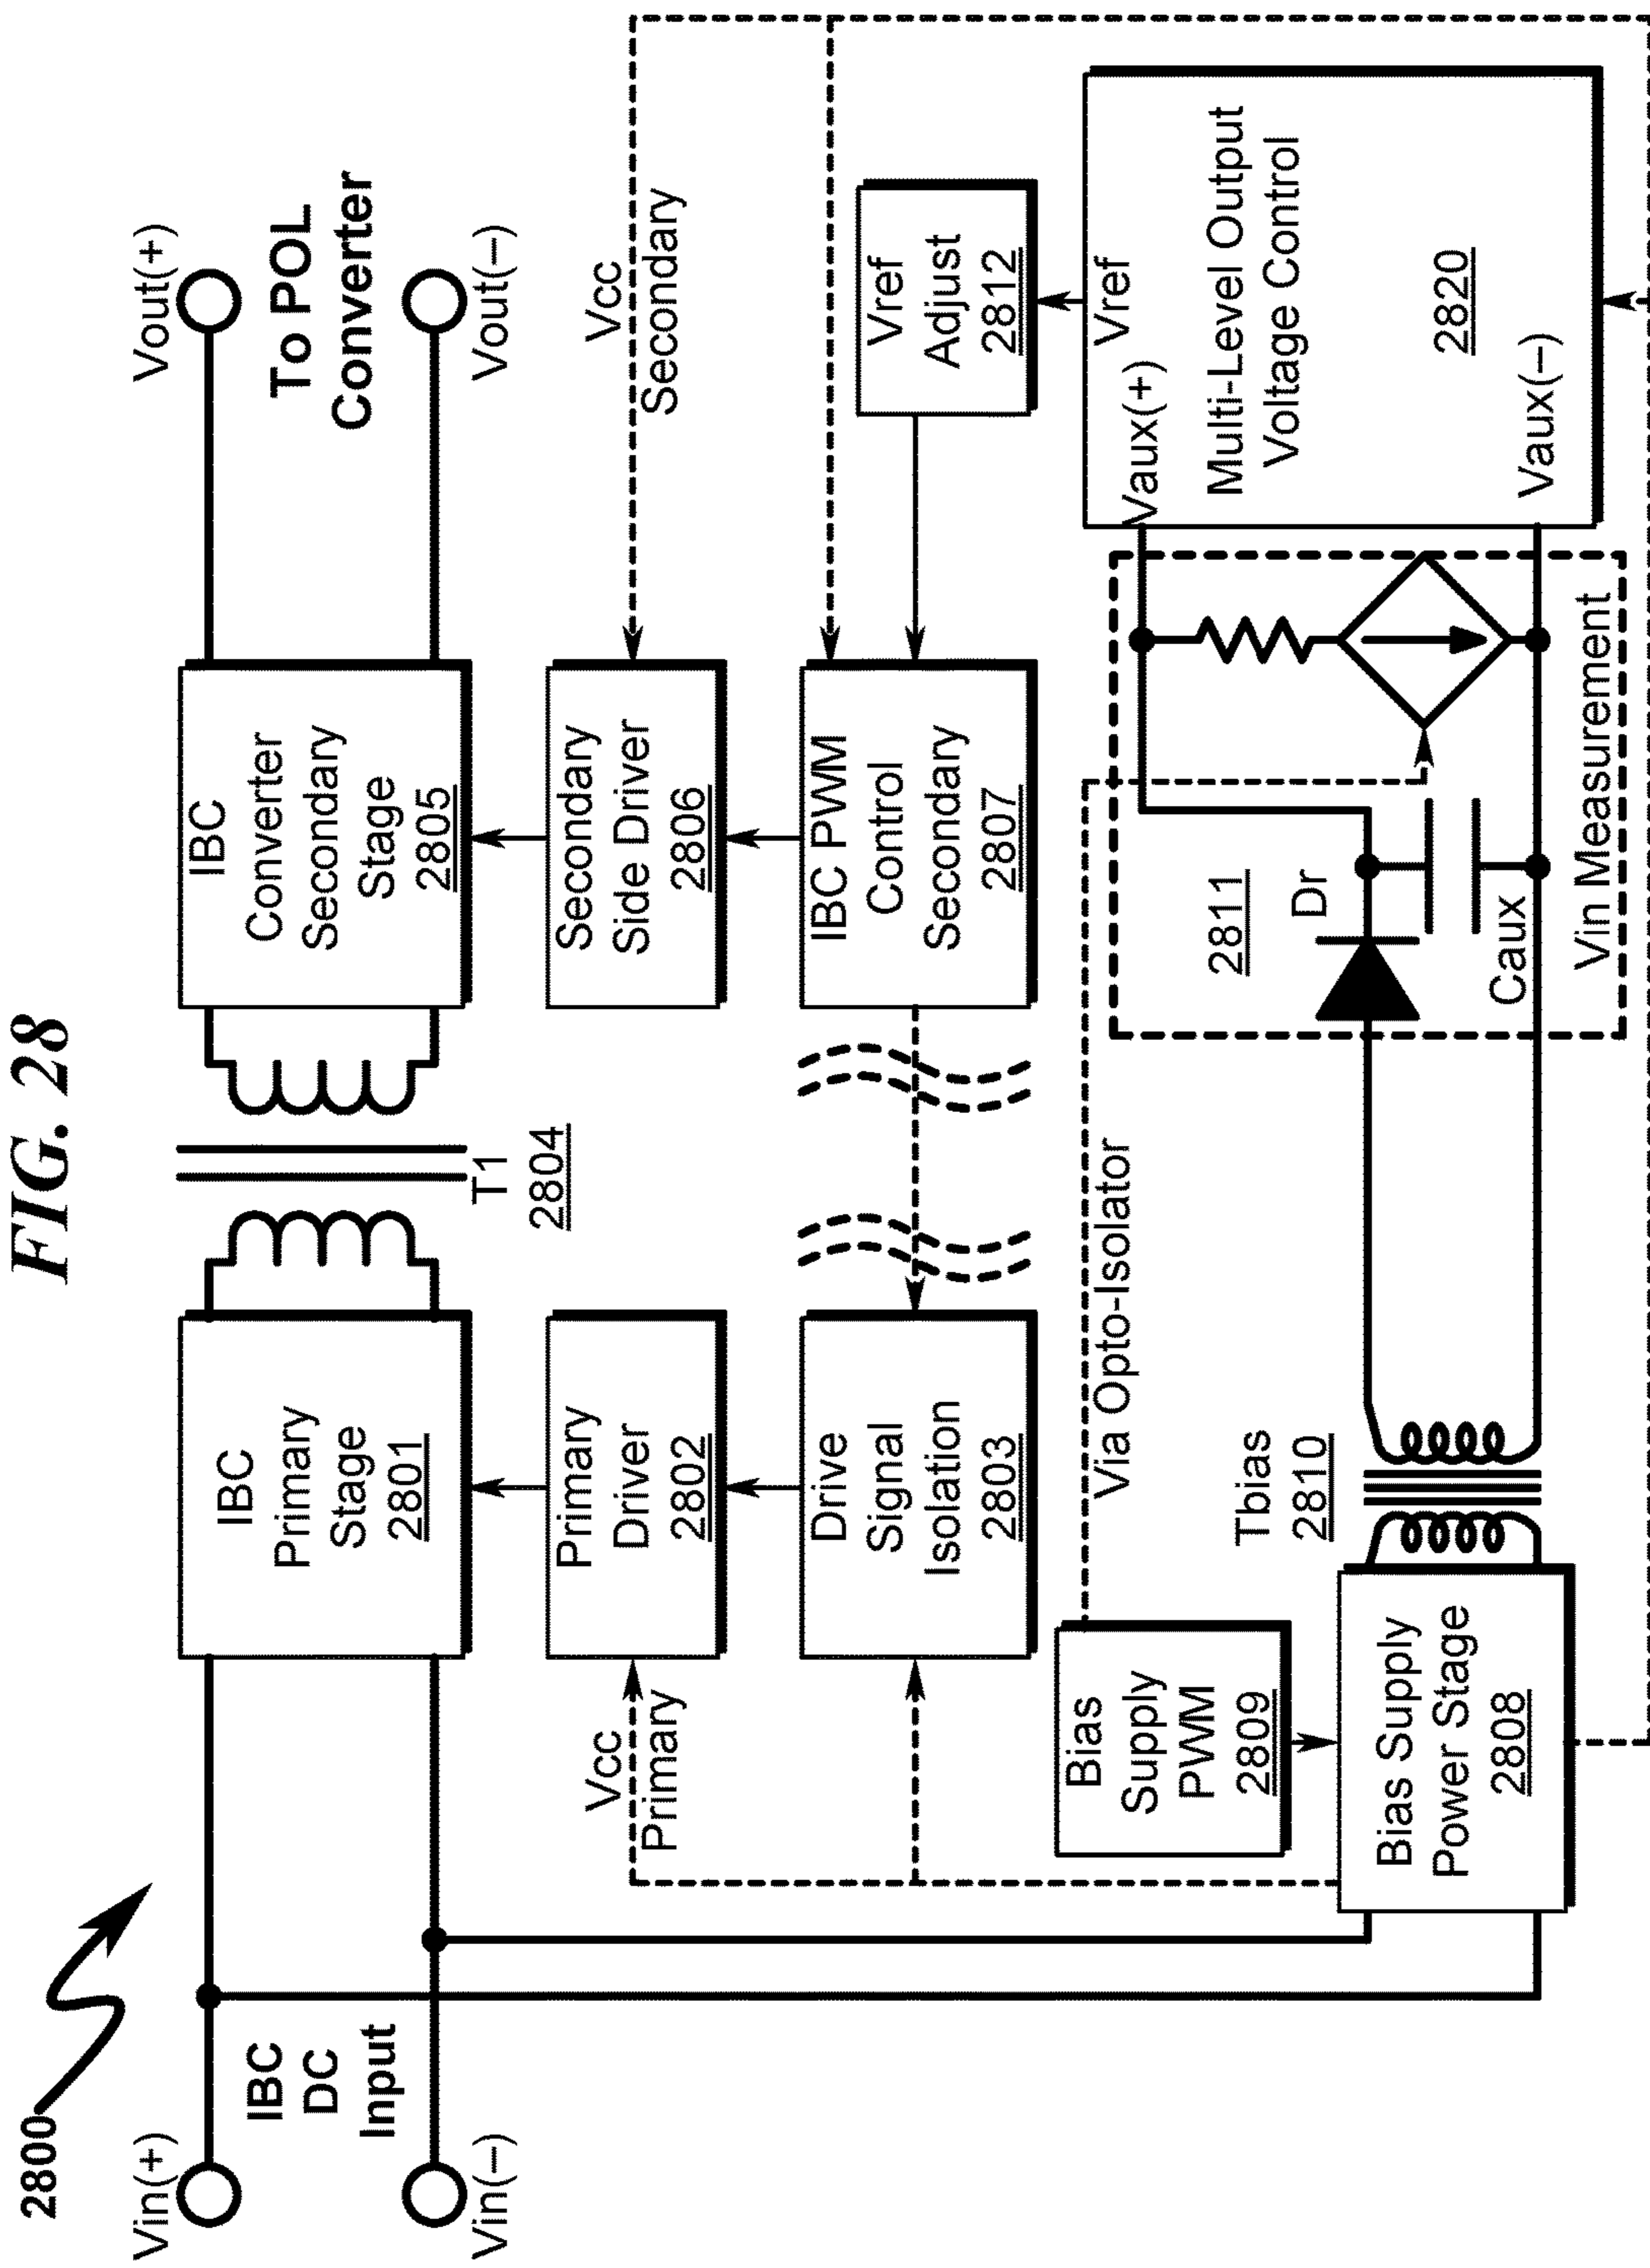 FIG. 28
2800
Vin(+)
IBC
DC
Input
Vin(–)
IBC
Primary
Stage
2801
T1
2804
IBC
Converter
Secondary
Stage
2805
Vout(+)
To POL
Converter
Vout(–)
Vcc
Primary
Primary
Driver
2802
Secondary
Side Driver
2806
Vcc
Secondary
Drive
Signal
Isolation
2803
IBC PWM
Control
Secondary
2807
Vref
Adjust
2812
Bias
Supply
PWM
2809
Via Opto-Isolator
Bias Supply
Power Stage
2808
Tbias
2810
2811
Dr
Caux
Vin Measurement
Vref
Vaux(+)
Multi-Level Output
Voltage Control
2820
Vaux(–)